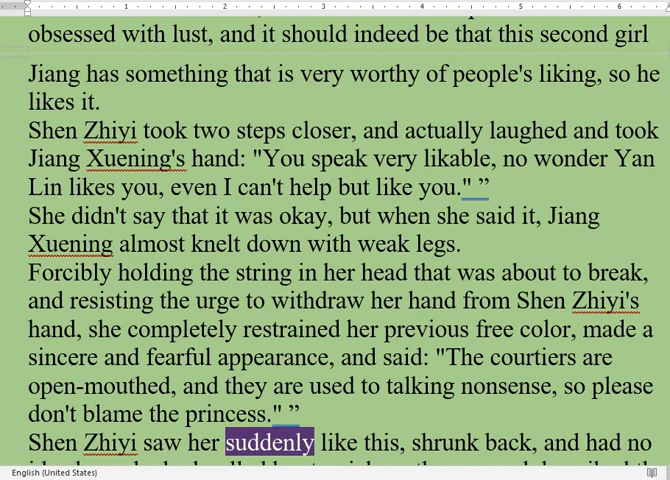 1 2 3 4 5 6
obsessed with lust, and it should indeed be that this second girl
Jiang has something that is very worthy of people's liking, so he
likes it.
Shen Zhiyi took two steps closer, and actually laughed and took
Jiang Xuening's hand: "You speak very likable, no wonder Yan
Lin likes you, even I can't help but like you." ”
She didn't say that it was okay, but when she said it, Jiang
Xuening almost knelt down with weak legs.
Forcibly holding the string in her head that was about to break,
and resisting the urge to withdraw her hand from Shen Zhiyi's
hand, she completely restrained her previous free color, made a
sincere and fearful appearance, and said: "The courtiers are
open-mouthed, and they are used to talking nonsense, so please
don't blame the princess." ”
Shen Zhiyi saw her suddenly like this, shrunk back, and had no
English (United States)